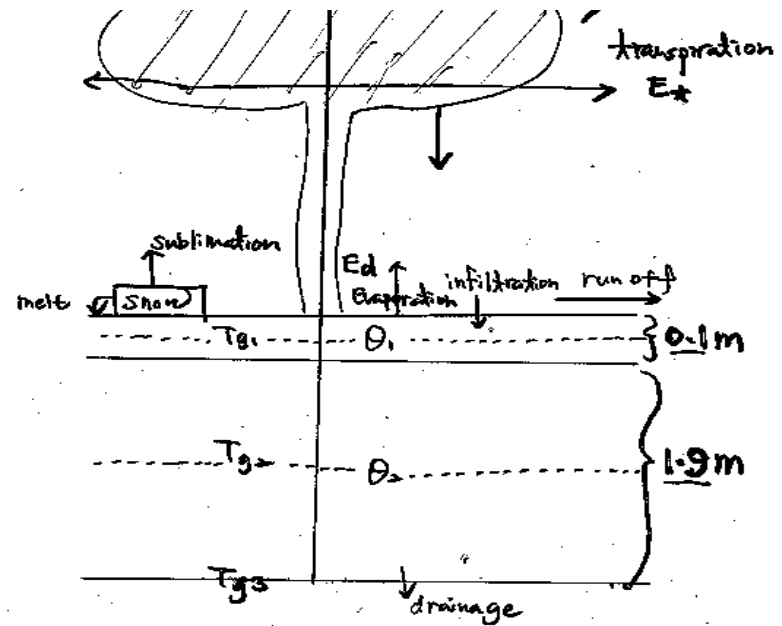 transpiration
E*
sublimation
Ed
Evaporation
infiltration
run off
melt
Snow
Tg1
θ1
0.1m
Tg2
θ2
1.9m
Tg3
drainage